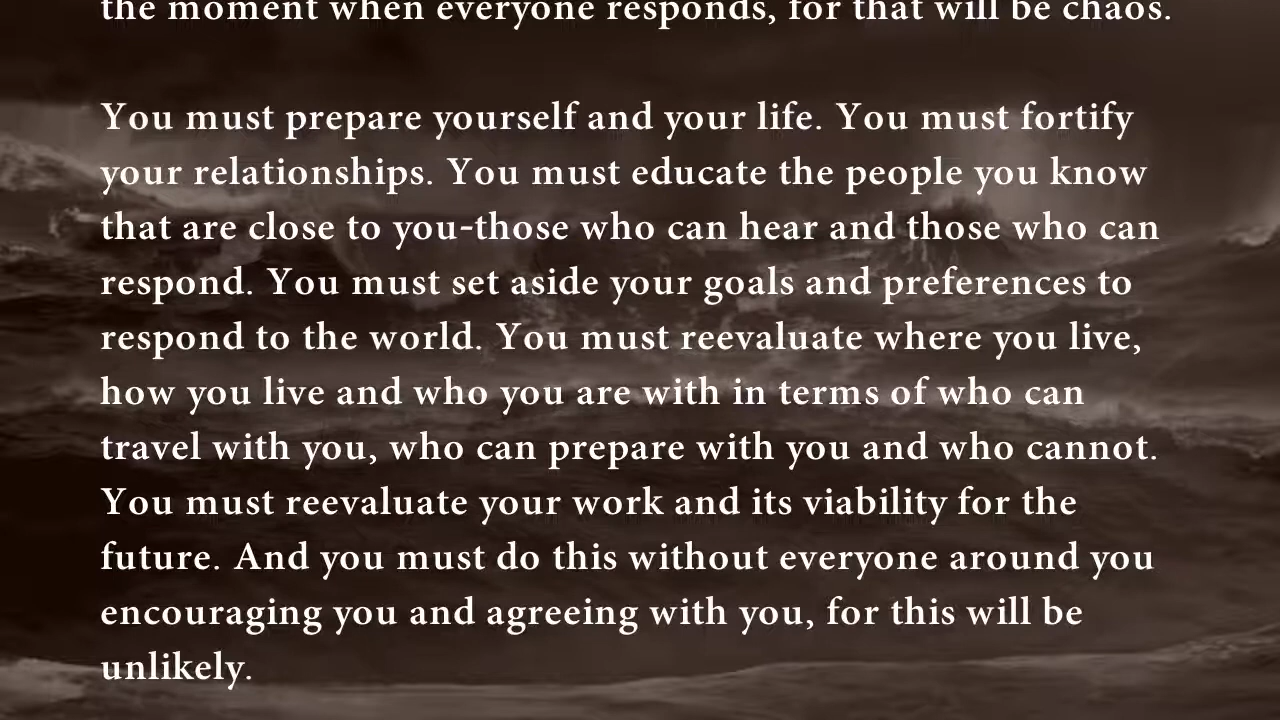 the moment when everyone responds, for that will be chaos.
You must prepare yourself and your life. You must fortify
your relationships. You must educate the people you know
that are close to you-those who can hear and those who can
respond. You must set aside your goals and preferences to
respond to the world. You must reevaluate where you live,
how you live and who you are with in terms of who can
travel with you, who can prepare with you and who cannot.
You must reevaluate your work and its viability for the
future. And you must do this without everyone around you
encouraging you and agreeing with you, for this will be
unlikely.